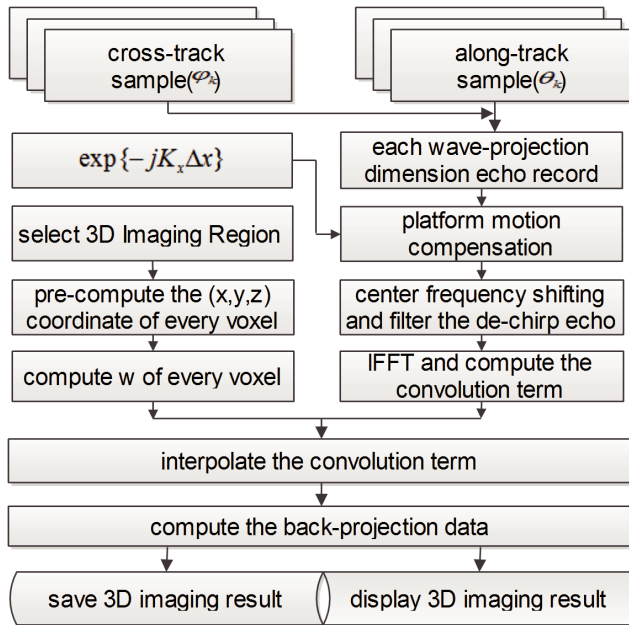 cross-track
sample(φₖ)
along-track
sample(θₖ)
each wave-projection
dimension echo record
exp{-jKₓΔx}
platform motion
compensation
select 3D Imaging Region
pre-compute the (x,y,z)
coordinate of every voxel
center frequency shifting
and filter the de-chirp echo
compute w of every voxel
IFFT and compute the
convolution term
interpolate the convolution term
compute the back-projection data
save 3D imaging result
display 3D imaging result